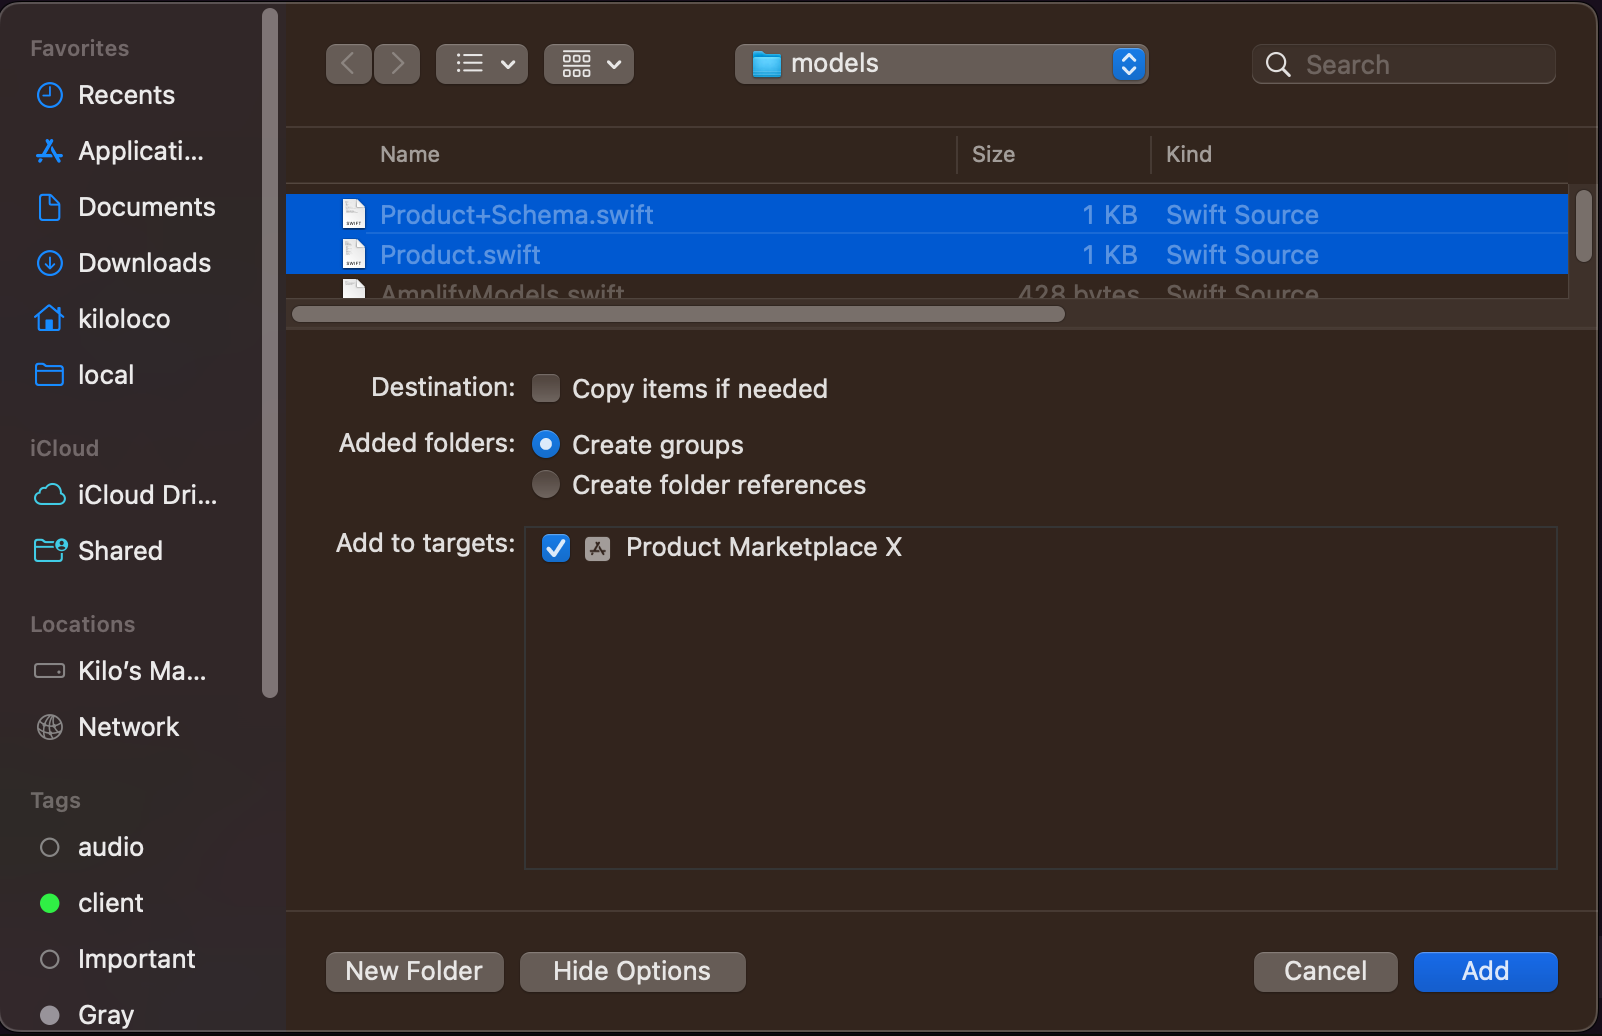 Favorites
Recents
Applicati...
Documents
Downloads
kiloloco
local
iCloud
iCloud Dri...
Shared
Locations
Kilo's Ma...
Network
Tags
audio
client
Important
Gray
models
Search
Name Size Kind
Product+Schema.swift 1 KB Swift Source
Product.swift 1 KB Swift Source
AmplifyModels.swift 428 bytes Swift Source
Destination: Copy items if needed
Added folders: Create groups
Create folder references
Add to targets: Product Marketplace X
New Folder Hide Options Cancel Add